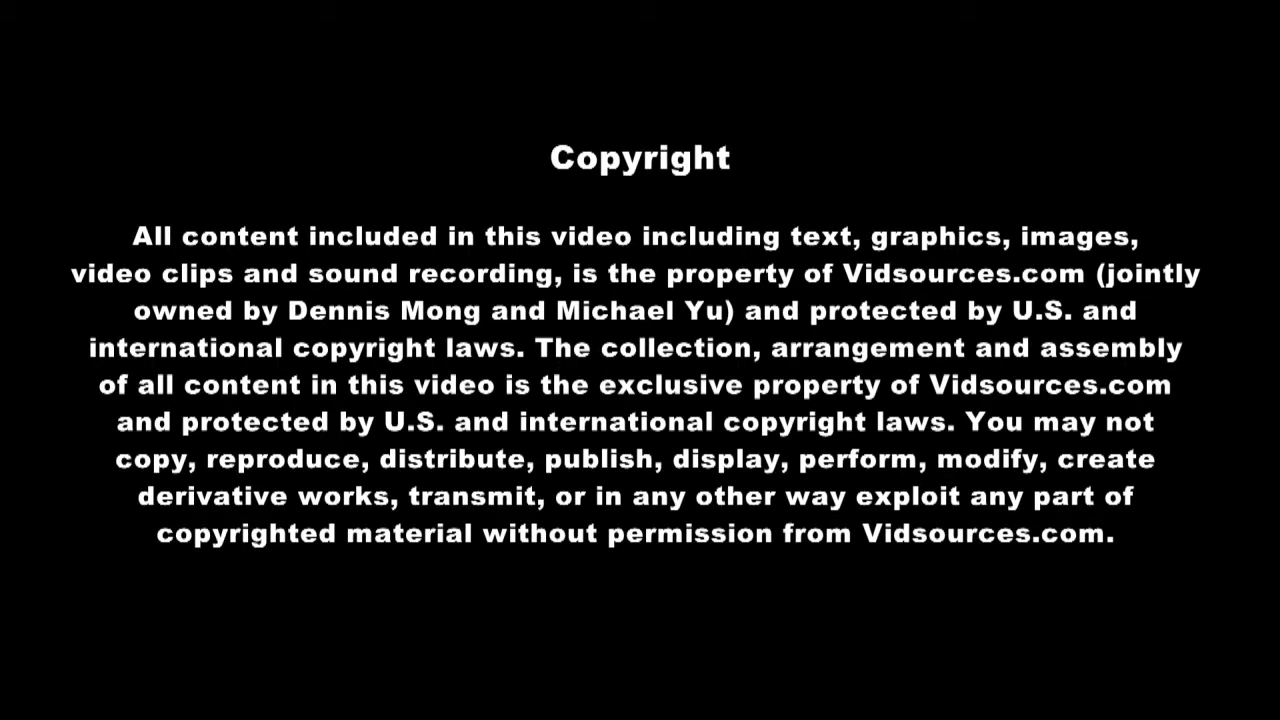 Copyright
All content included in this video including text, graphics, images,
video clips and sound recording, is the property of Vidsources.com (jointly
owned by Dennis Mong and Michael Yu) and protected by U.S. and
international copyright laws. The collection, arrangement and assembly
of all content in this video is the exclusive property of Vidsources.com
and protected by U.S. and international copyright laws. You may not
copy, reproduce, distribute, publish, display, perform, modify, create
derivative works, transmit, or in any other way exploit any part of
copyrighted material without permission from Vidsources.com.